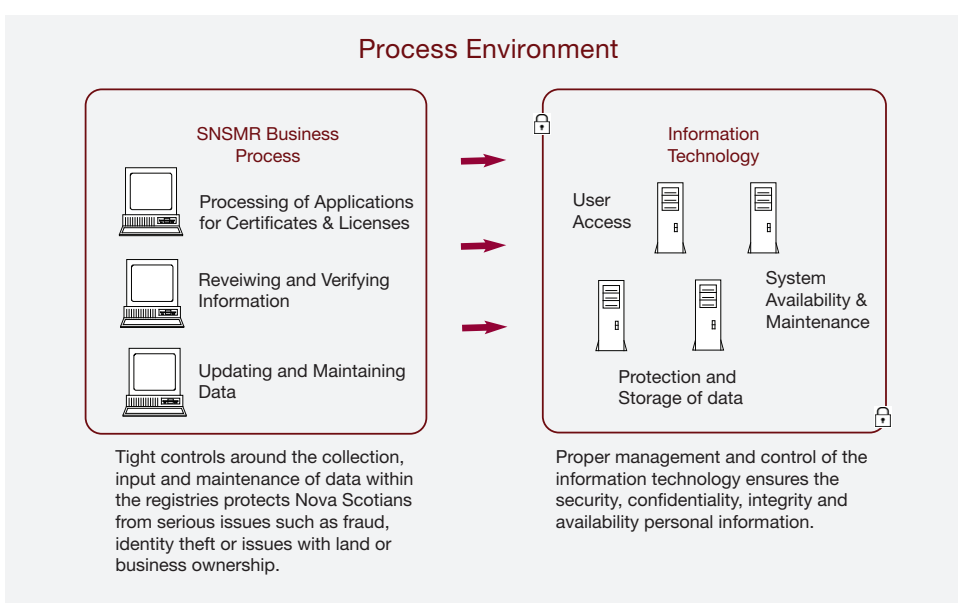 Process Environment
SNSMR Business
Process
Processing of Applications
for Certificates & Licenses
Reveiwing and Verifying
Information
Updating and Maintaining
Data
Tight controls around the collection,
input and maintenance of data within
the registries protects Nova Scotians
from serious issues such as fraud,
identity theft or issues with land or
business ownership.
Information
Technology
User
Access
System
Availability &
Maintenance
Protection and
Storage of data
Proper management and control of the
information technology ensures the
security, confidentiality, integrity and
availability personal information.